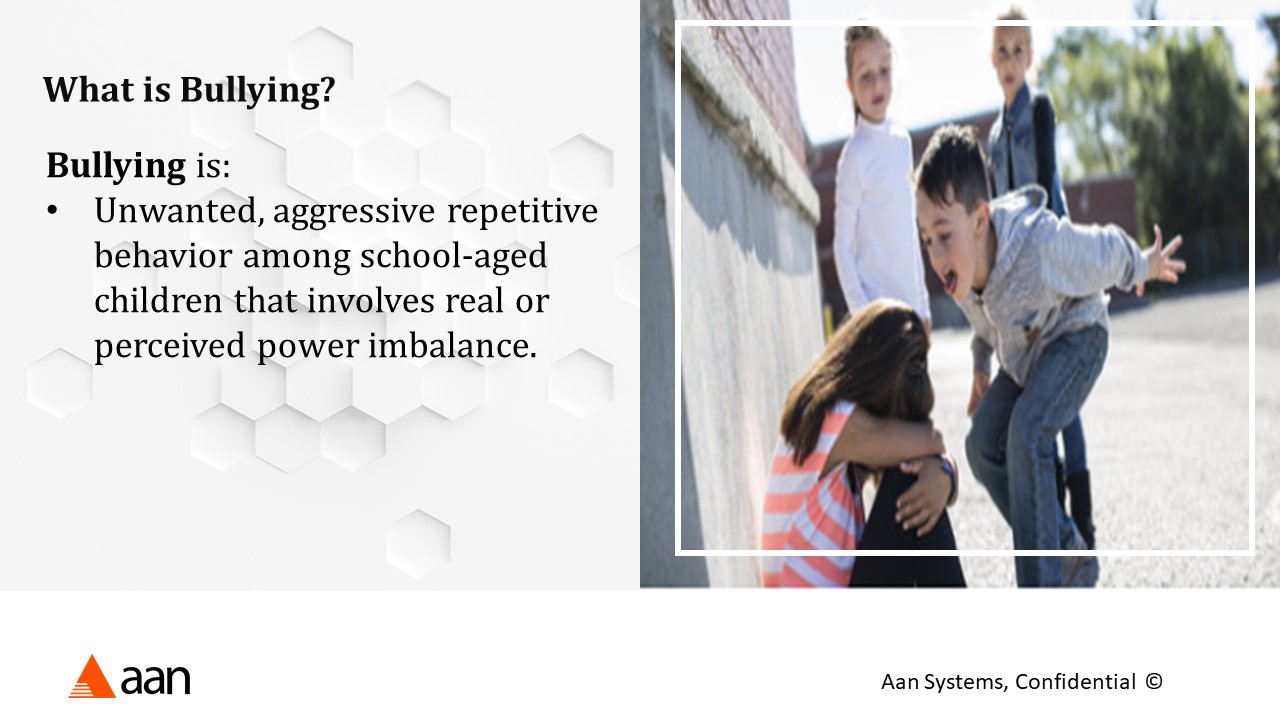 What is Bullying?
Bullying is:
• Unwanted, aggressive repetitive
behavior among school-aged
children that involves real or
perceived power imbalance.
aan
Aan Systems, Confidential ©